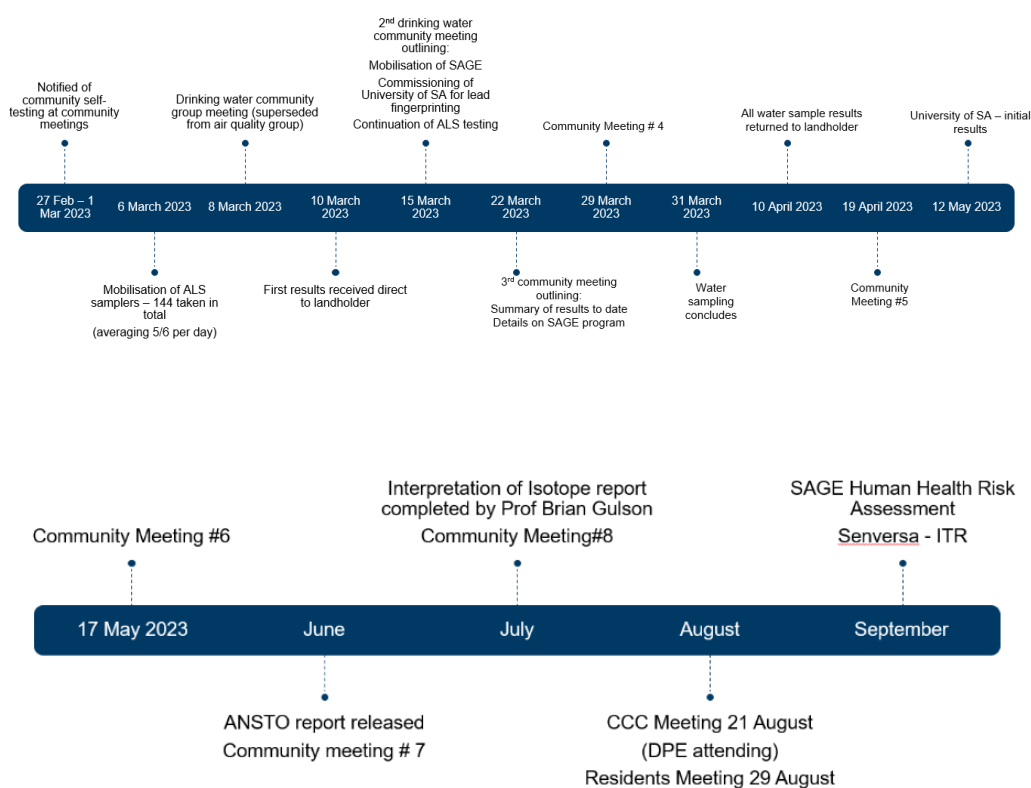 Notified of
community self-
testing at community
meetings
Drinking water community
group meeting (superseded
from air quality group)
2nd drinking water
community meeting
outlining:
Mobilisation of SAGE
Commissioning of
University of SA for lead
fingerprinting
Continuation of ALS testing
Community Meeting # 4
All water sample results
returned to landholder
University of SA – initial
results
27 Feb – 1
Mar 2023
6 March 2023
8 March 2023
10 March
2023
15 March
2023
22 March
2023
29 March
2023
31 March
2023
10 April 2023
19 April 2023
12 May 2023
Mobilisation of ALS
samplers – 144 taken in
total
(averaging 5/6 per day)
First results received direct
to landholder
3rd community meeting
outlining:
Summary of results to date
Details on SAGE program
Water
sampling
concludes
Community
Meeting #5
Community Meeting #6
Interpretation of Isotope report
completed by Prof Brian Gulson
Community Meeting#8
SAGE Human Health Risk
Assessment
Senversa - ITR
17 May 2023
June
July
August
September
ANSTO report released
Community meeting # 7
CCC Meeting 21 August
(DPE attending)
Residents Meeting 29 August